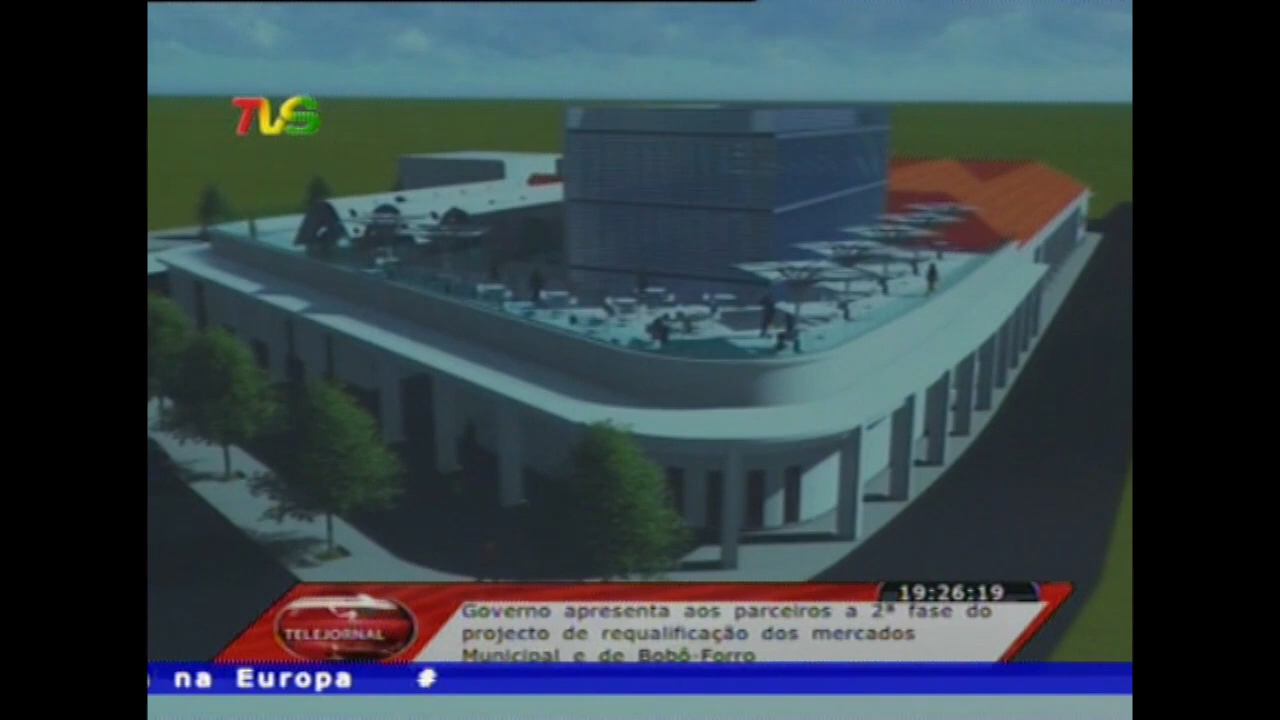 TVS
19:26:19
Governo apresenta aos parceiros a 2ª fase do
TELEJORNAL
projecto de requalificação dos mercados
Municipal e de Bobô-Forro
na Europa #